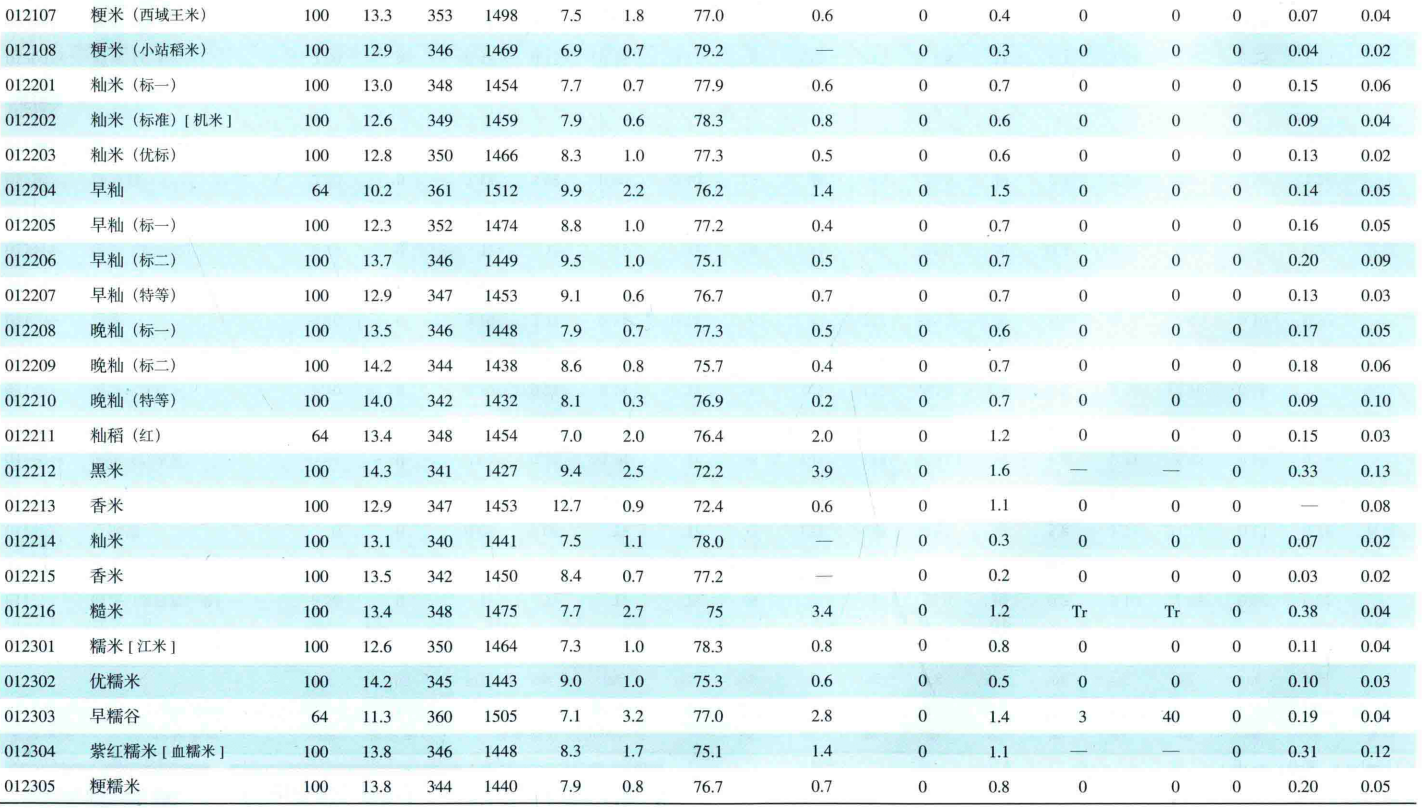 012107 粳米（西域王米） 100 13.3 353 1498 7.5 1.8 77.0 0.6 0 0.4 0 0 0 0.07 0.04
012108 粳米（小站稻米） 100 12.9 346 1469 6.9 0.7 79.2 — 0 0.3 0 0 0 0.04 0.02
012201 籼米（标一） 100 13.0 348 1454 7.7 0.7 77.9 0.6 0 0.7 0 0 0 0.15 0.06
012202 籼米（标准）[ 机米 ] 100 12.6 349 1459 7.9 0.6 78.3 0.8 0 0.6 0 0 0 0.09 0.04
012203 籼米（优标） 100 12.8 350 1466 8.3 1.0 77.3 0.5 0 0.6 0 0 0 0.13 0.02
012204 早籼 64 10.2 361 1512 9.9 2.2 76.2 1.4 0 1.5 0 0 0 0.14 0.05
012205 早籼（标一） 100 12.3 352 1474 8.8 1.0 77.2 0.4 0 0.7 0 0 0 0.16 0.05
012206 早籼（标二） 100 13.7 346 1449 9.5 1.0 75.1 0.5 0 0.7 0 0 0 0.20 0.09
012207 早籼（特等） 100 12.9 347 1453 9.1 0.6 76.7 0.7 0 0.7 0 0 0 0.13 0.03
012208 晚籼（标一） 100 13.5 346 1448 7.9 0.7 77.3 0.5 0 0.6 0 0 0 0.17 0.05
012209 晚籼（标二） 100 14.2 344 1438 8.6 0.8 75.7 0.4 0 0.7 0 0 0 0.18 0.06
012210 晚籼（特等） 100 14.0 342 1432 8.1 0.3 76.9 0.2 0 0.7 0 0 0 0.09 0.10
012211 籼稻（红） 64 13.4 348 1454 7.0 2.0 76.4 2.0 0 1.2 0 0 0 0.15 0.03
012212 黑米 100 14.3 341 1427 9.4 2.5 72.2 3.9 0 1.6 — — 0 0.33 0.13
012213 香米 100 12.9 347 1453 12.7 0.9 72.4 0.6 0 1.1 0 0 0 — 0.08
012214 籼米 100 13.1 340 1441 7.5 1.1 78.0 — 0 0.3 0 0 0 0.07 0.02
012215 香米 100 13.5 342 1450 8.4 0.7 77.2 — 0 0.2 0 0 0 0.03 0.02
012216 糙米 100 13.4 348 1475 7.7 2.7 75 3.4 0 1.2 Tr Tr 0 0.38 0.04
012301 糯米 [ 江米 ] 100 12.6 350 1464 7.3 1.0 78.3 0.8 0 0.8 0 0 0 0.11 0.04
012302 优糯米 100 14.2 345 1443 9.0 1.0 75.3 0.6 0 0.5 0 0 0 0.10 0.03
012303 早糯谷 64 11.3 360 1505 7.1 3.2 77.0 2.8 0 1.4 3 40 0 0.19 0.04
012304 紫红糯米 [ 血糯米 ] 100 13.8 346 1448 8.3 1.7 75.1 1.4 0 1.1 — — 0 0.31 0.12
012305 粳糯米 100 13.8 344 1440 7.9 0.8 76.7 0.7 0 0.8 0 0 0 0.20 0.05